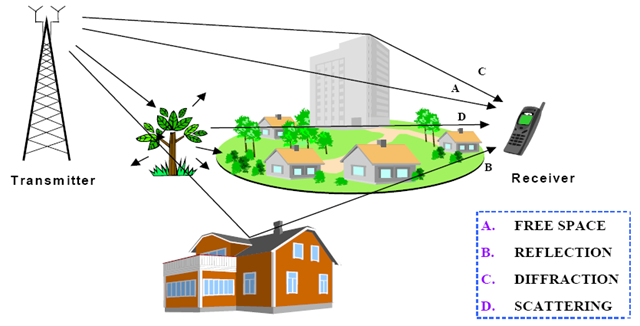 C
A
D
B
Transmitter
Receiver
A. FREE SPACE
B. REFLECTION
C. DIFFRACTION
D. SCATTERING